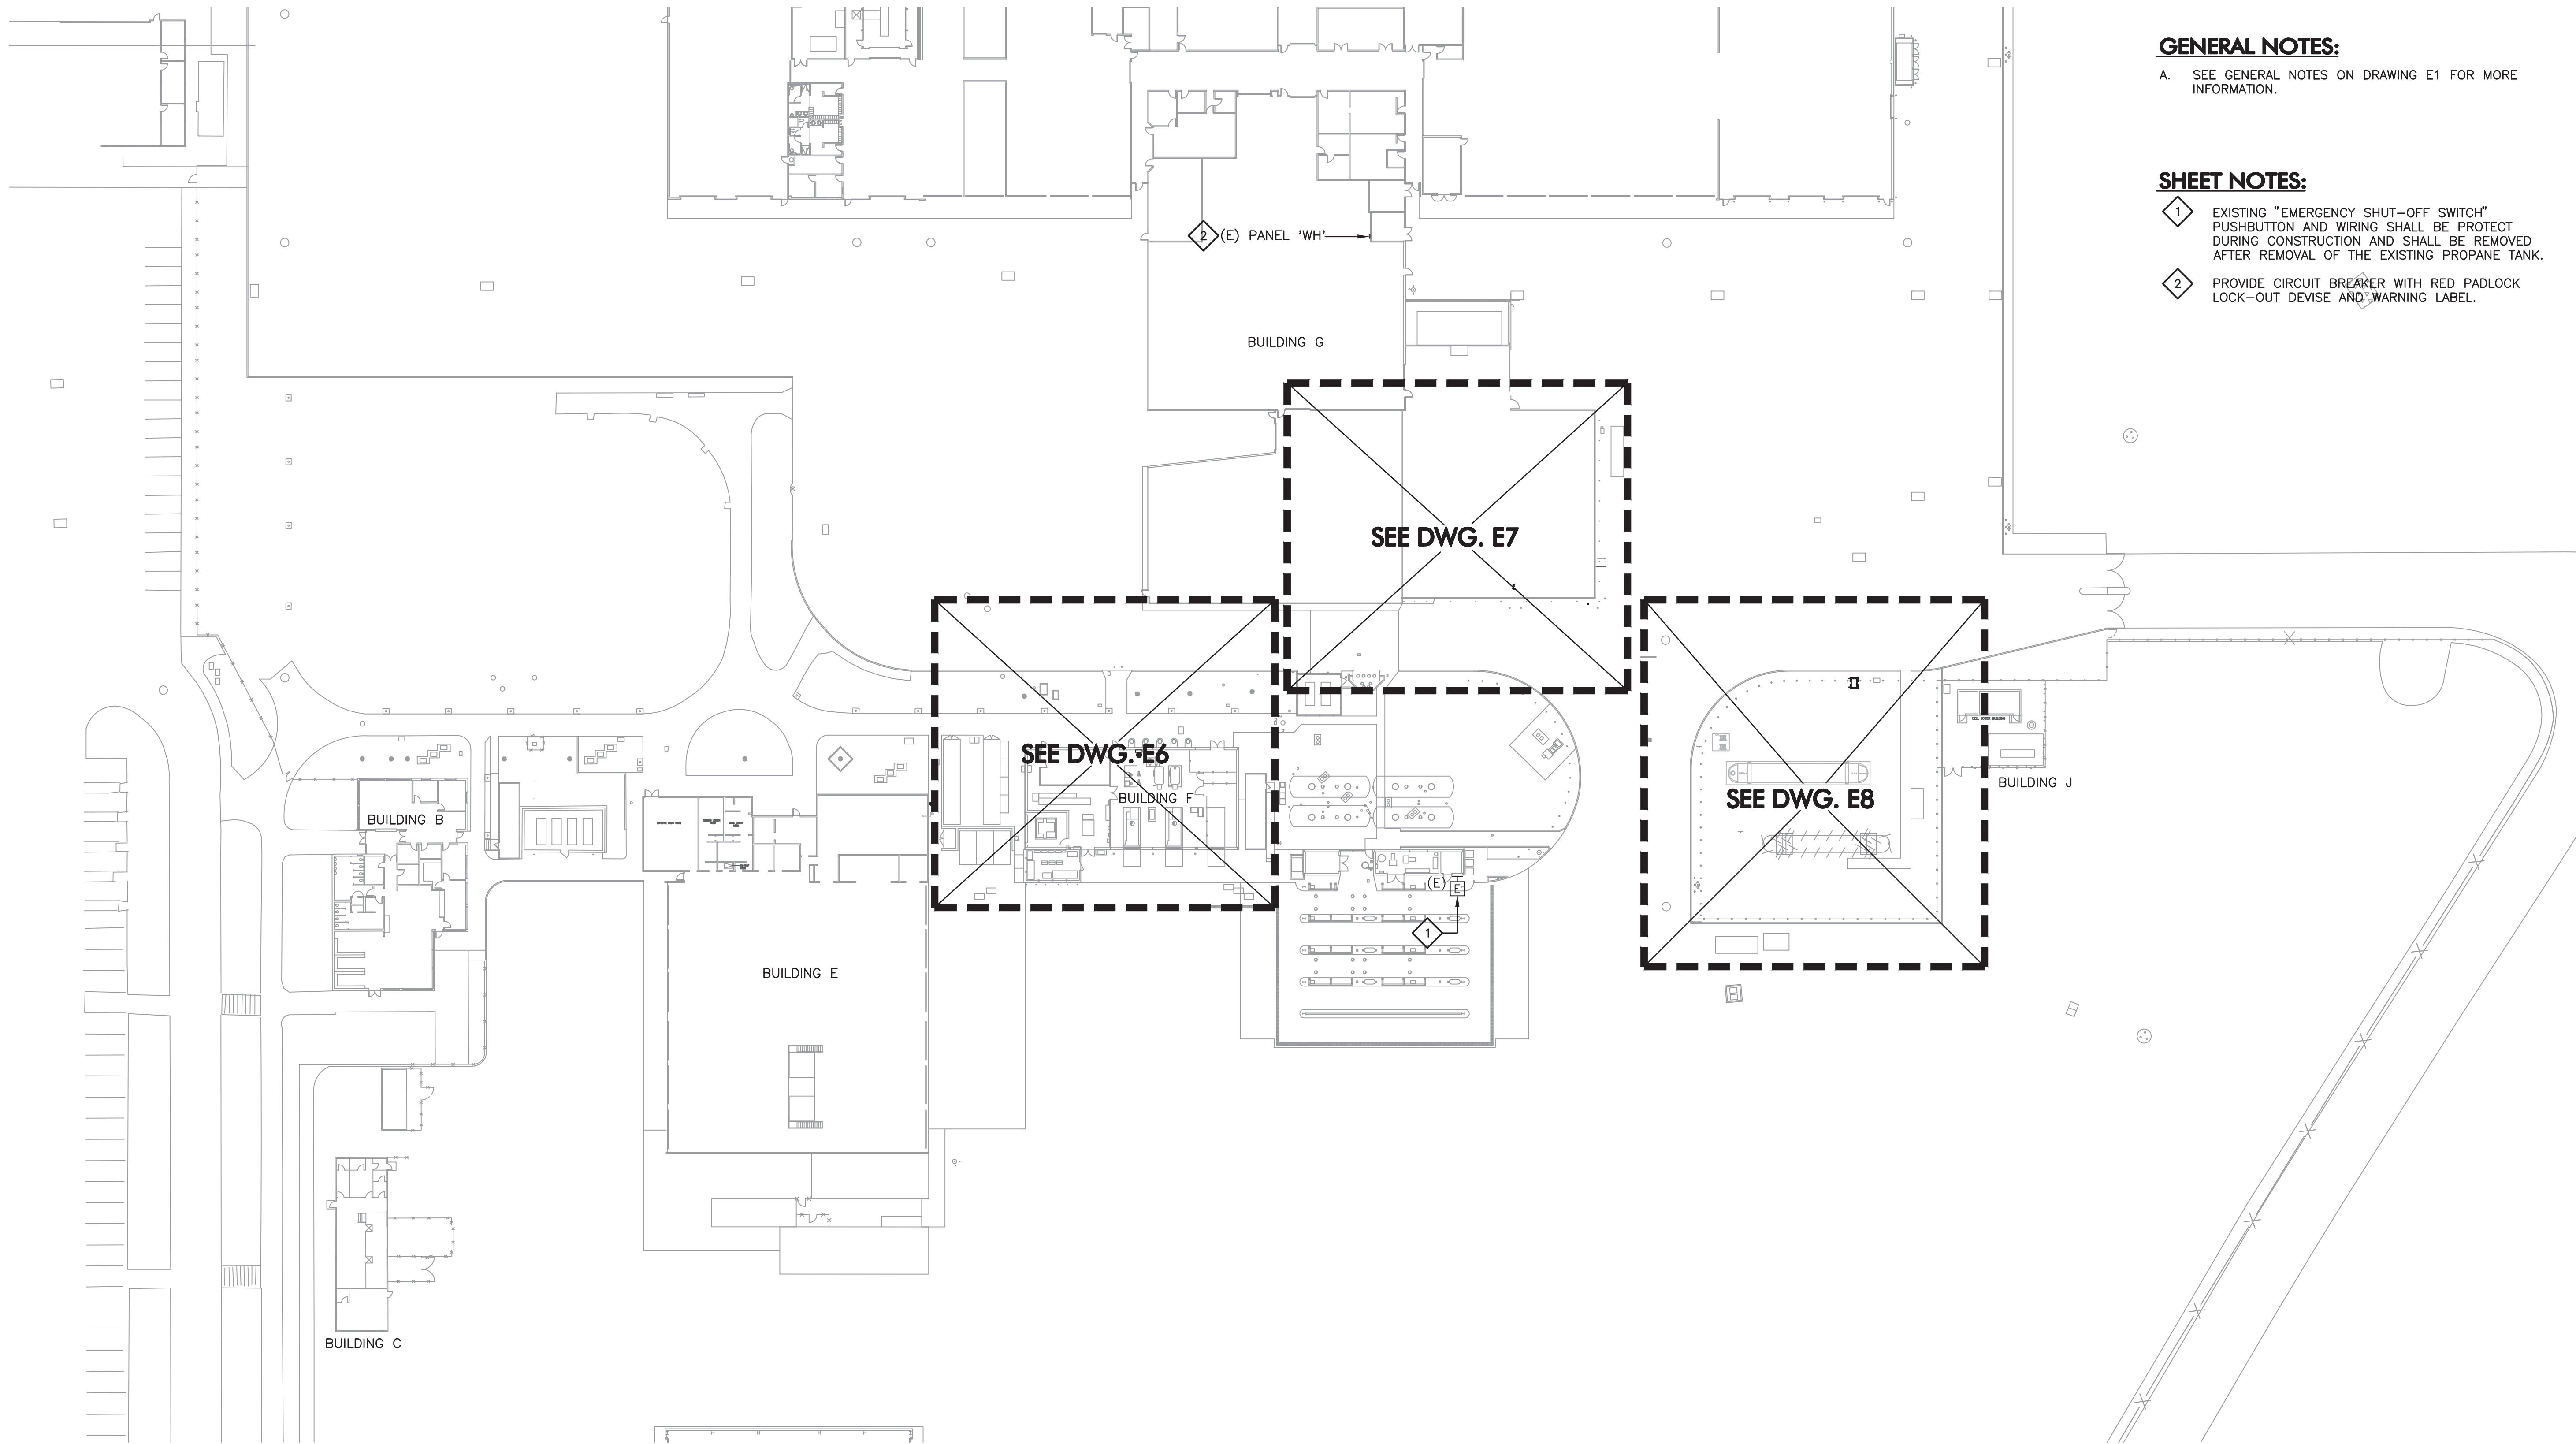 GENERAL NOTES:
A. SEE GENERAL NOTES ON DRAWING E1 FOR MORE
INFORMATION.
SHEET NOTES:
1 EXISTING "EMERGENCY SHUT-OFF SWITCH"
PUSHBUTTON AND WIRING SHALL BE PROTECT
DURING CONSTRUCTION AND SHALL BE REMOVED
AFTER REMOVAL OF THE EXISTING PROPANE TANK.
2 PROVIDE CIRCUIT BREAKER WITH RED PADLOCK
LOCK-OUT DEVISE AND WARNING LABEL.
2 (E) PANEL 'WH'
BUILDING G
SEE DWG. E7
SEE DWG. E6
BUILDING F
SEE DWG. E8
CELL TOWER BUILDING
BUILDING J
BUILDING B
(E) E
1
BUILDING E
BUILDING C